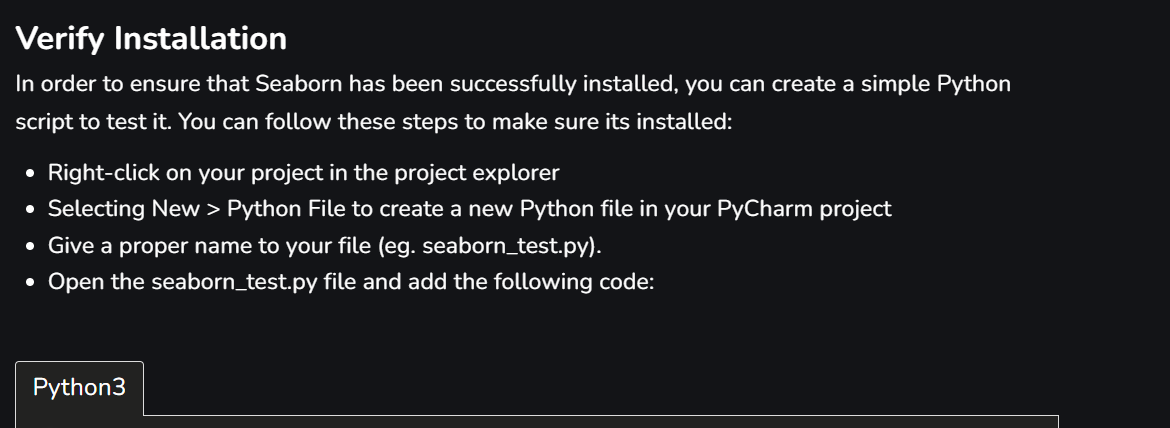 Verify Installation
In order to ensure that Seaborn has been successfully installed, you can create a simple Python
script to test it. You can follow these steps to make sure its installed:
• Right-click on your project in the project explorer
• Selecting New > Python File to create a new Python file in your PyCharm project
• Give a proper name to your file (eg. seaborn_test.py).
• Open the seaborn_test.py file and add the following code:
Python3